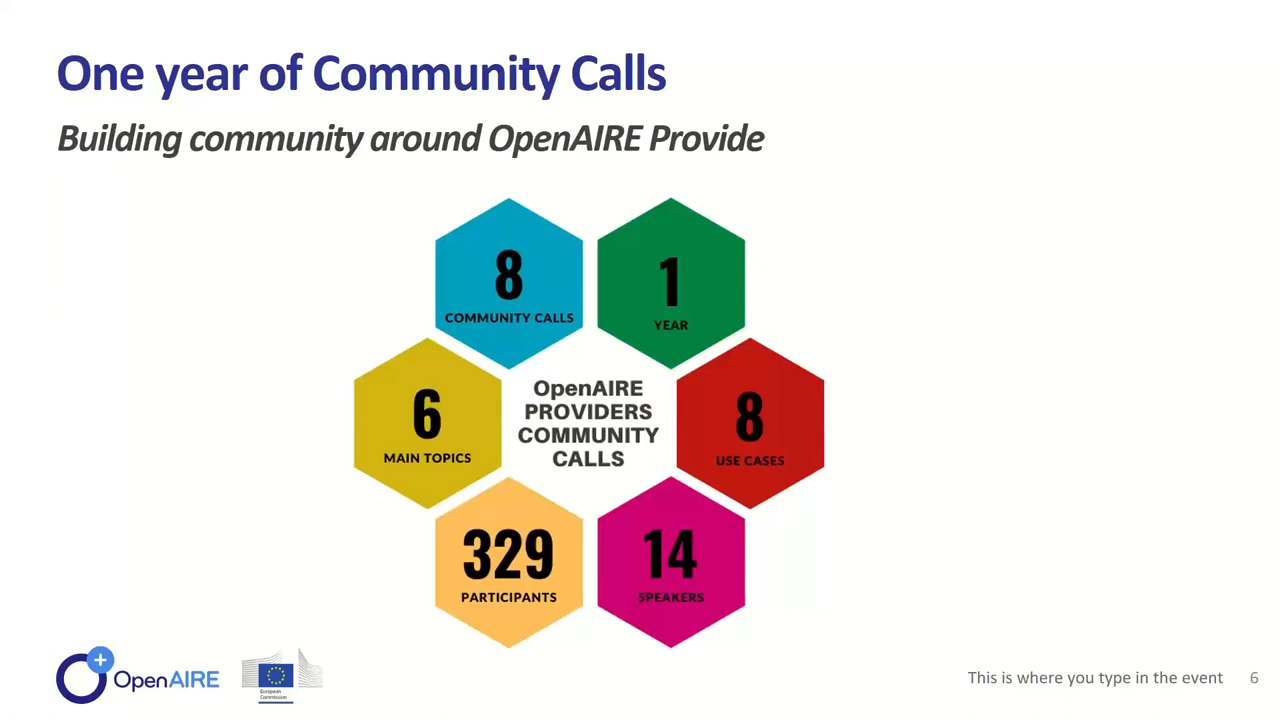 One year of Community Calls
Building community around OpenAIRE Provide
8
COMMUNITY CALLS
1
YEAR
6
MAIN TOPICS
OpenAIRE
PROVIDERS
COMMUNITY
CALLS
8
USE CASES
329
PARTICIPANTS
14
SPEAKERS
OpenAIRE
European
Commission
This is where you type in the event 6